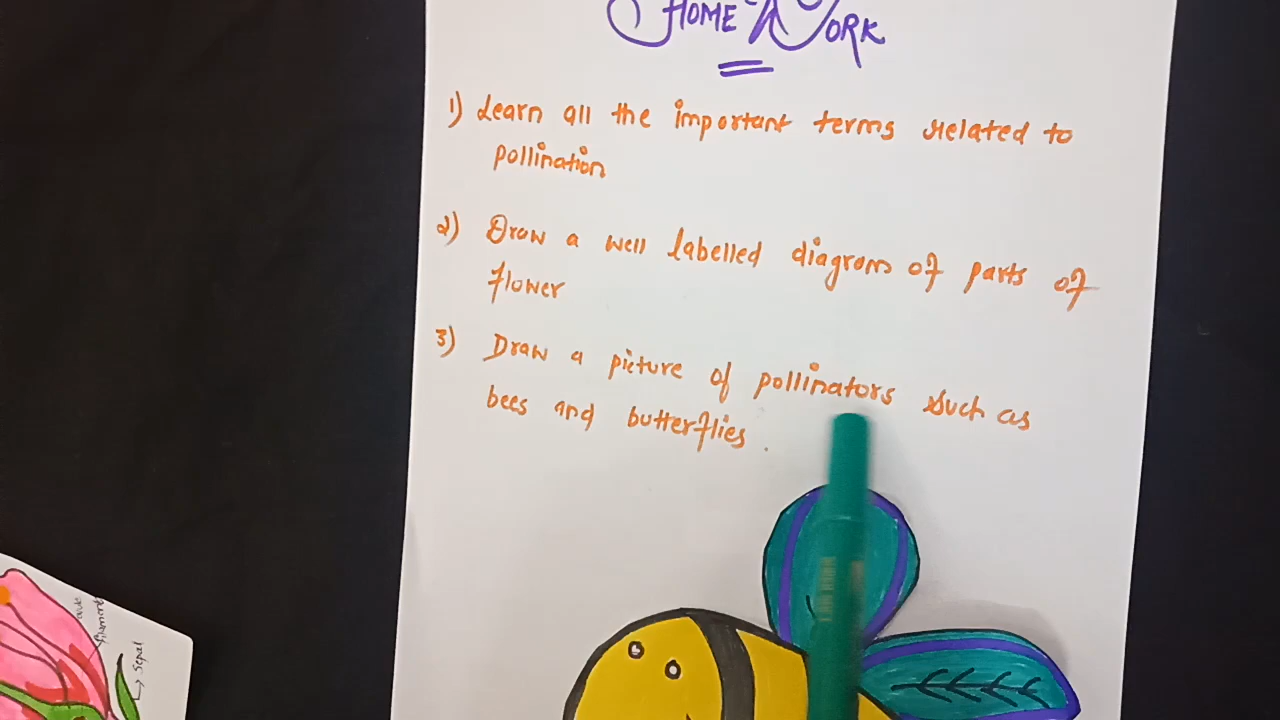 HOME WORK
1) Learn all the important terms related to
pollination
2) Draw a well labelled diagram of parts of
flower
3) Draw a picture of pollinators such as
bees and butterflies.
filament
sepal